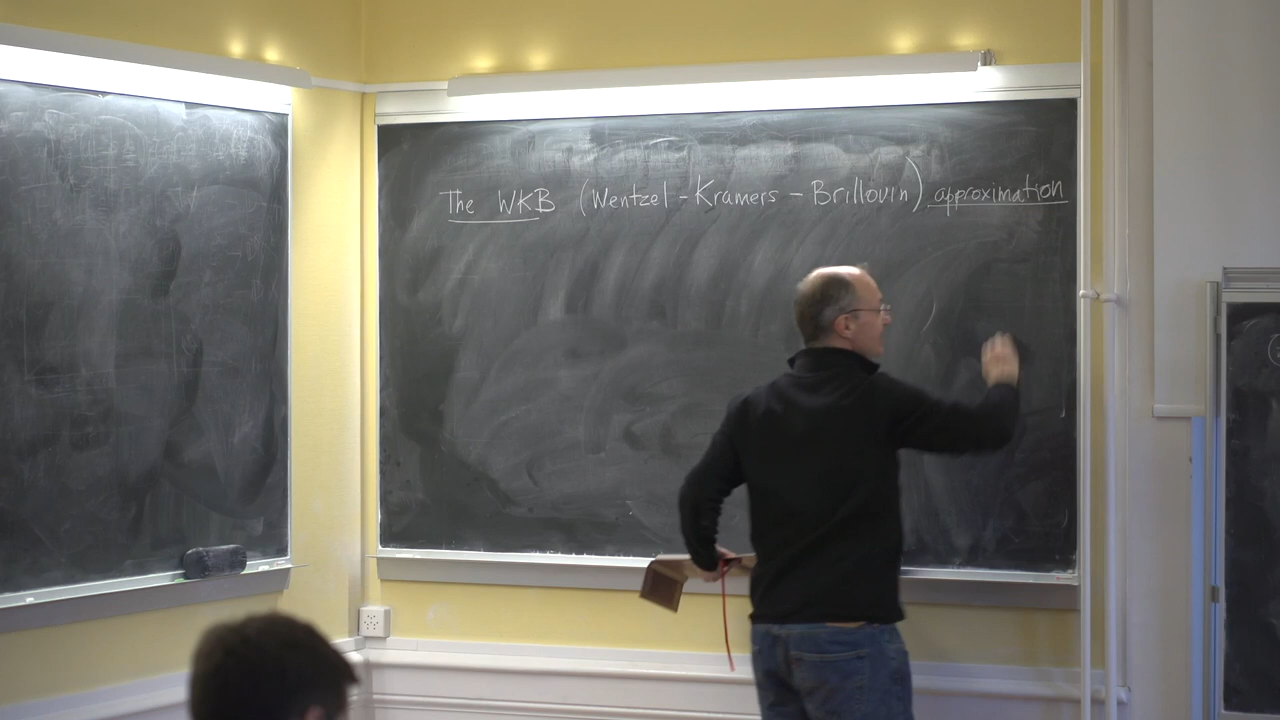 The WKB (Wentzel - Kramers - Brillouin) approximation